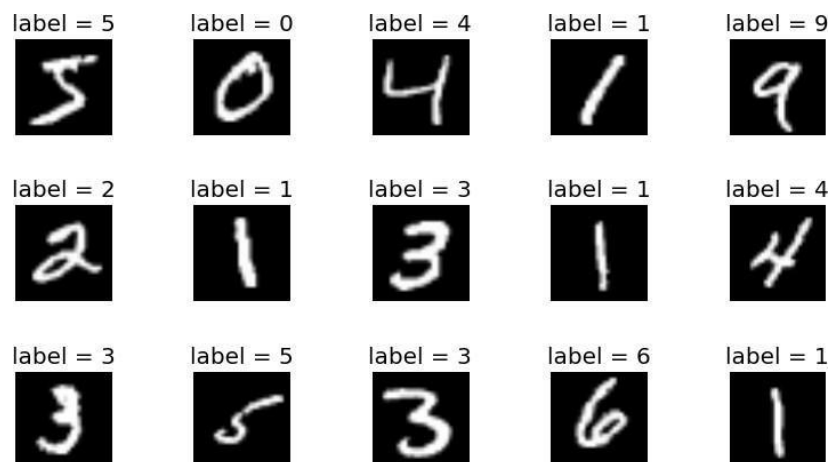 label = 5 label = 0 label = 4 label = 1 label = 9
5 0 4 1 9
label = 2 label = 1 label = 3 label = 1 label = 4
2 1 3 1 4
label = 3 label = 5 label = 3 label = 6 label = 1
3 5 3 6 1